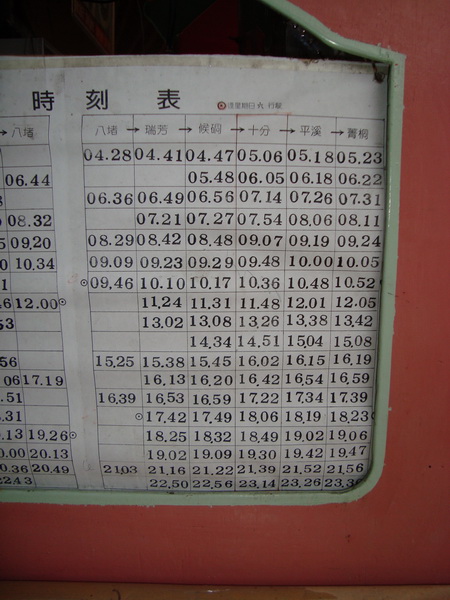 時刻表 ⊙逢星期日 行駛
→八堵 八堵→瑞芳→候硐→十分→平溪→菁桐
04.28 04.41 04.47 05.06 05.18 05.23
06.44 05.48 06.05 06.18 06.22
06.36 06.49 06.56 07.14 07.26 07.31
08.32 07.21 07.27 07.54 08.06 08.11
09.20 08.29 08.42 08.48 09.07 09.19 09.24
10.34 09.09 09.23 09.29 09.48 10.00 10.05
⊙09.46 10.10 10.17 10.36 10.48 10.52
12.00⊙ 11.24 11.31 11.48 12.01 12.05
13.02 13.08 13.26 13.38 13.42
14.34 14.51 15.04 15.08
56 15.25 15.38 15.45 16.02 16.15 16.19
06 17.19 16.13 16.20 16.42 16.54 16.59
.51 16.39 16.53 16.59 17.22 17.34 17.39
.31 ⊙17.42 17.49 18.06 18.19 18.23
.13 19.26⊙ 18.25 18.32 18.49 19.02 19.06
.00 20.13 19.02 19.09 19.30 19.42 19.47
0.36 20.49 21.03 21.16 21.22 21.39 21.52 21.56
22.50 22.56 23.14 23.26